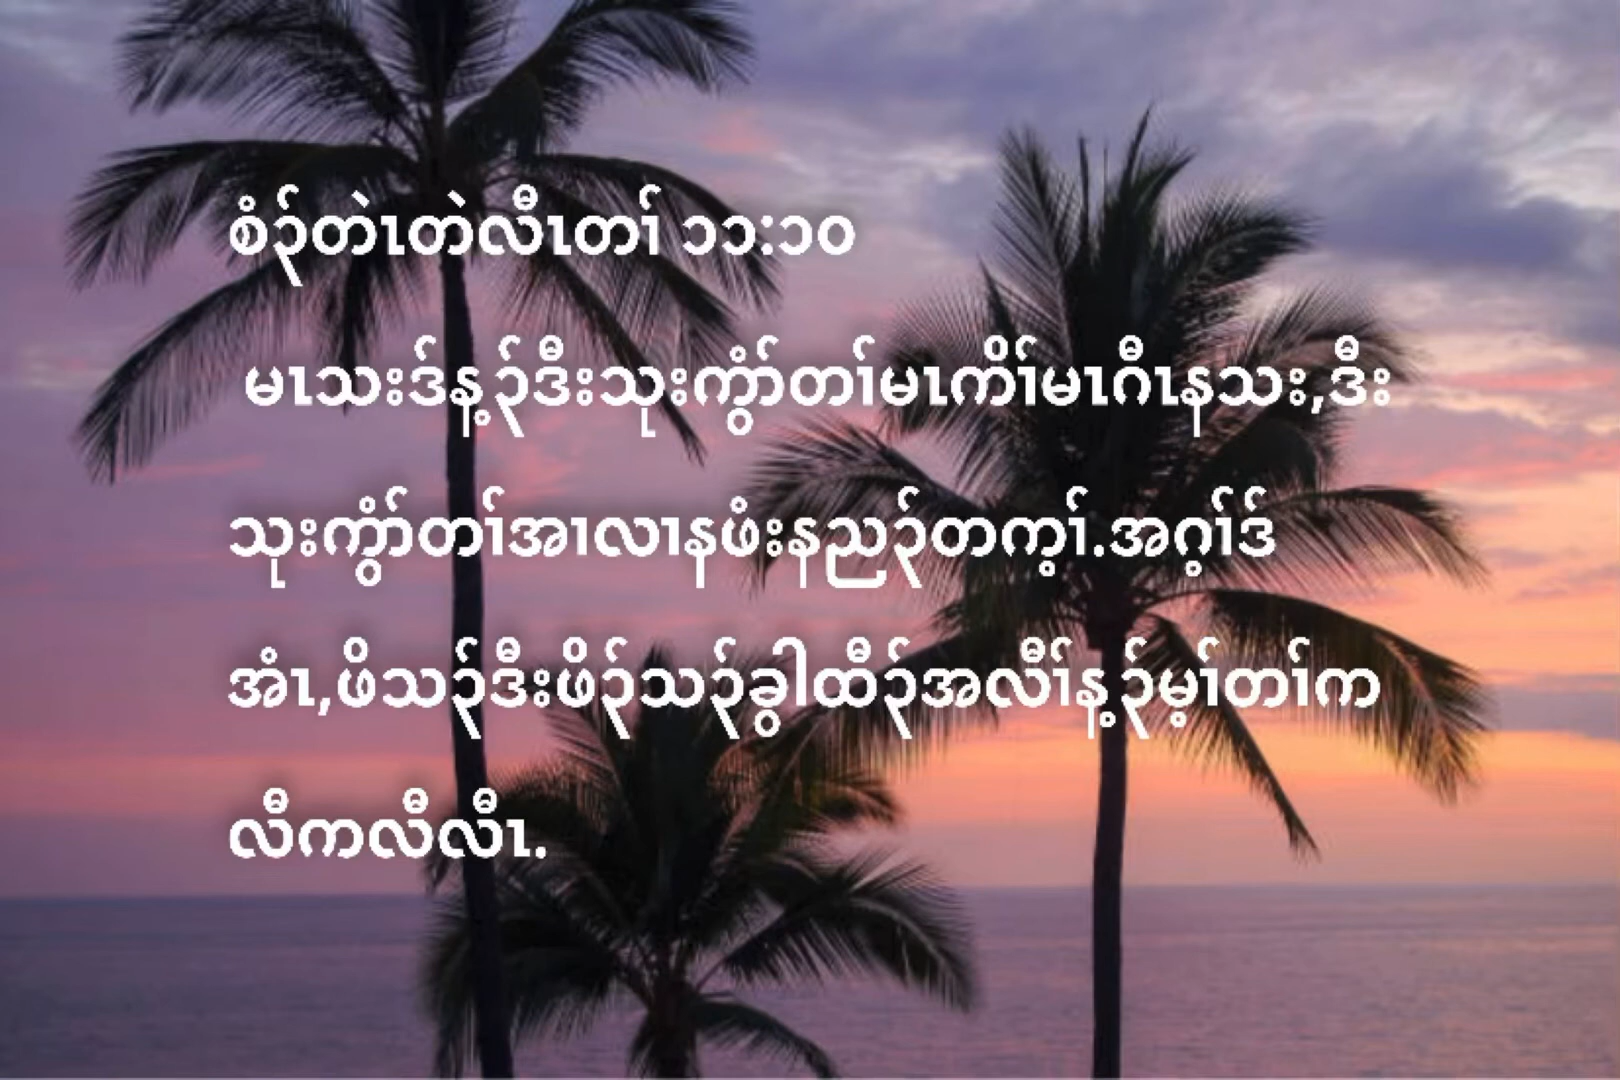 စံၣ်တဲၤတဲလီၤတၢ် ၁၁:၁၀
မၤသးဒ်န့ၣ်ဒီးသုးကွံာ်တၢ်မၤကိၢ်မၤဂီၤနသး,ဒီး
သုးကွံာ်တၢ်အၢလၢနဖံးနညၣ်တက့ၢ်.အဂ့ၢ်ဒ်
အံၤ,ဖိသၣ်ဒီးဖိၣ်သၣ်ခွါထီၣ်အလီၢ်န့ၣ်မ့ၢ်တၢ်က
လီကလီလီၤ.